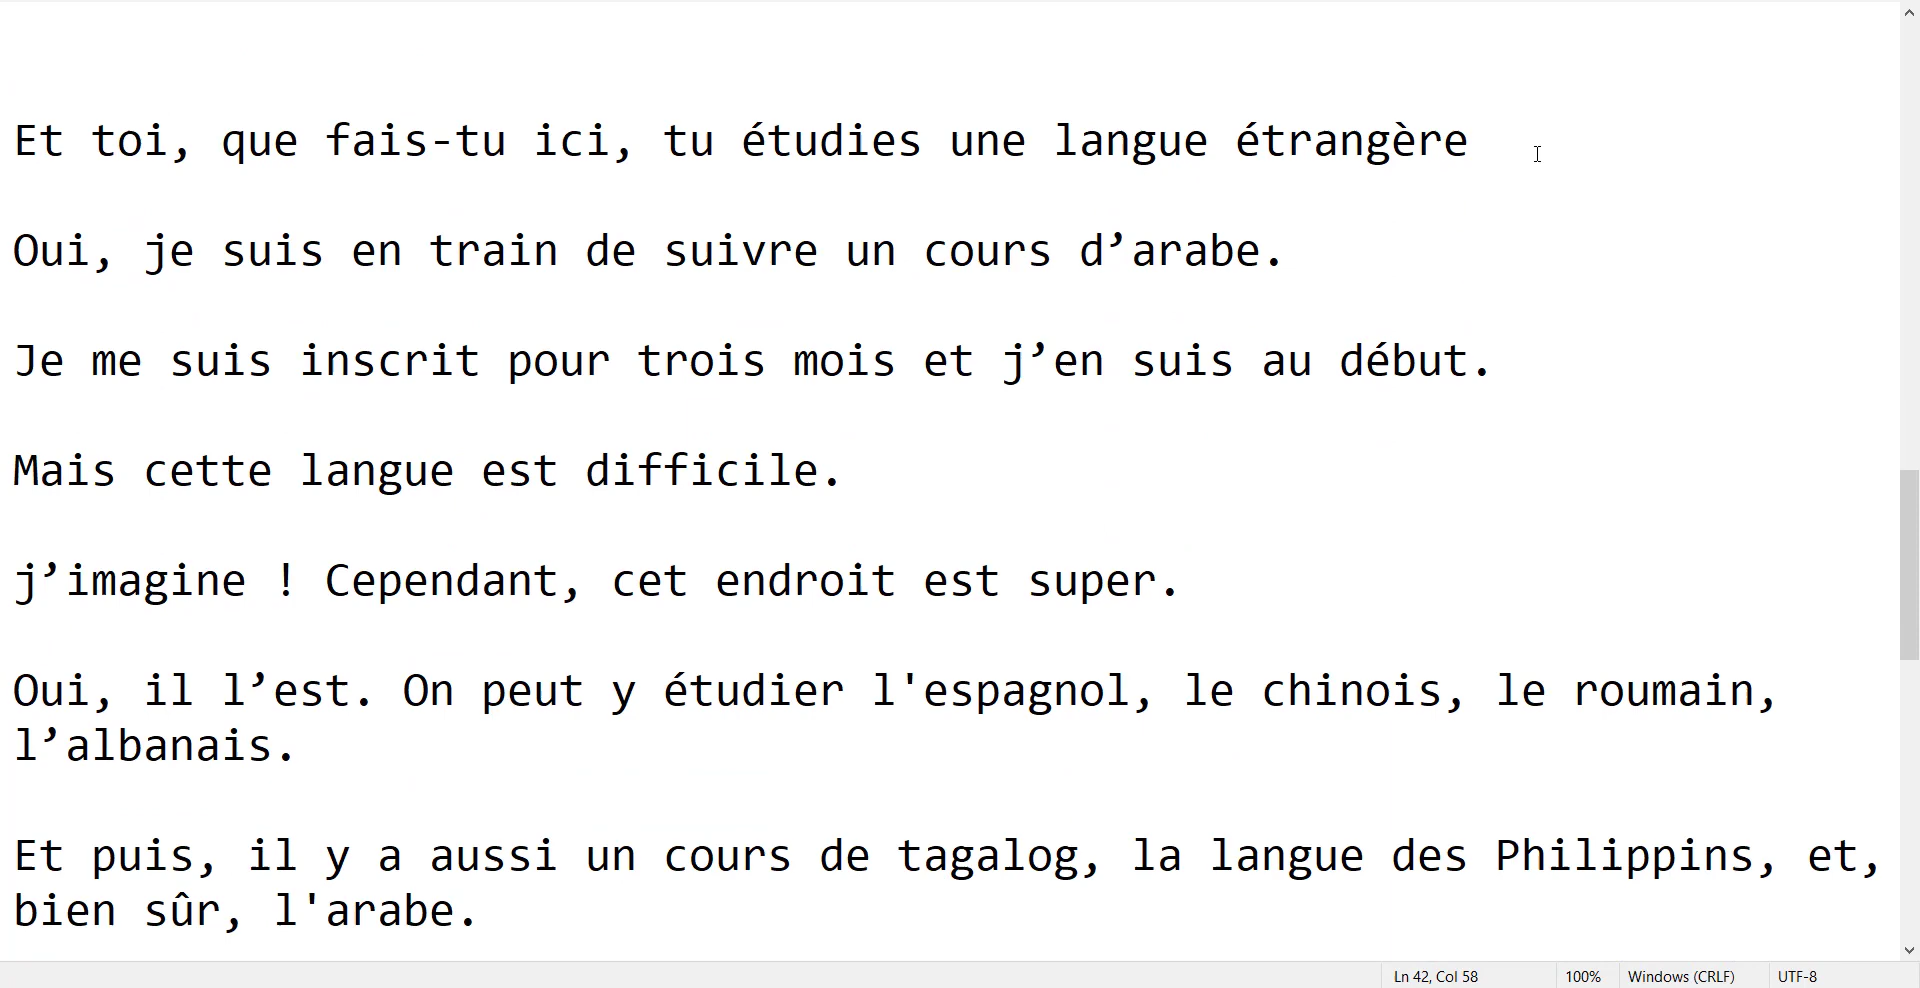 Et toi, que fais-tu ici, tu étudies une langue étrangère
Oui, je suis en train de suivre un cours d’arabe.
Je me suis inscrit pour trois mois et j’en suis au début.
Mais cette langue est difficile.
j’imagine ! Cependant, cet endroit est super.
Oui, il l’est. On peut y étudier l'espagnol, le chinois, le roumain,
l’albanais.
Et puis, il y a aussi un cours de tagalog, la langue des Philippins, et,
bien sûr, l'arabe.
Ln 42, Col 58 100% Windows (CRLF) UTF-8